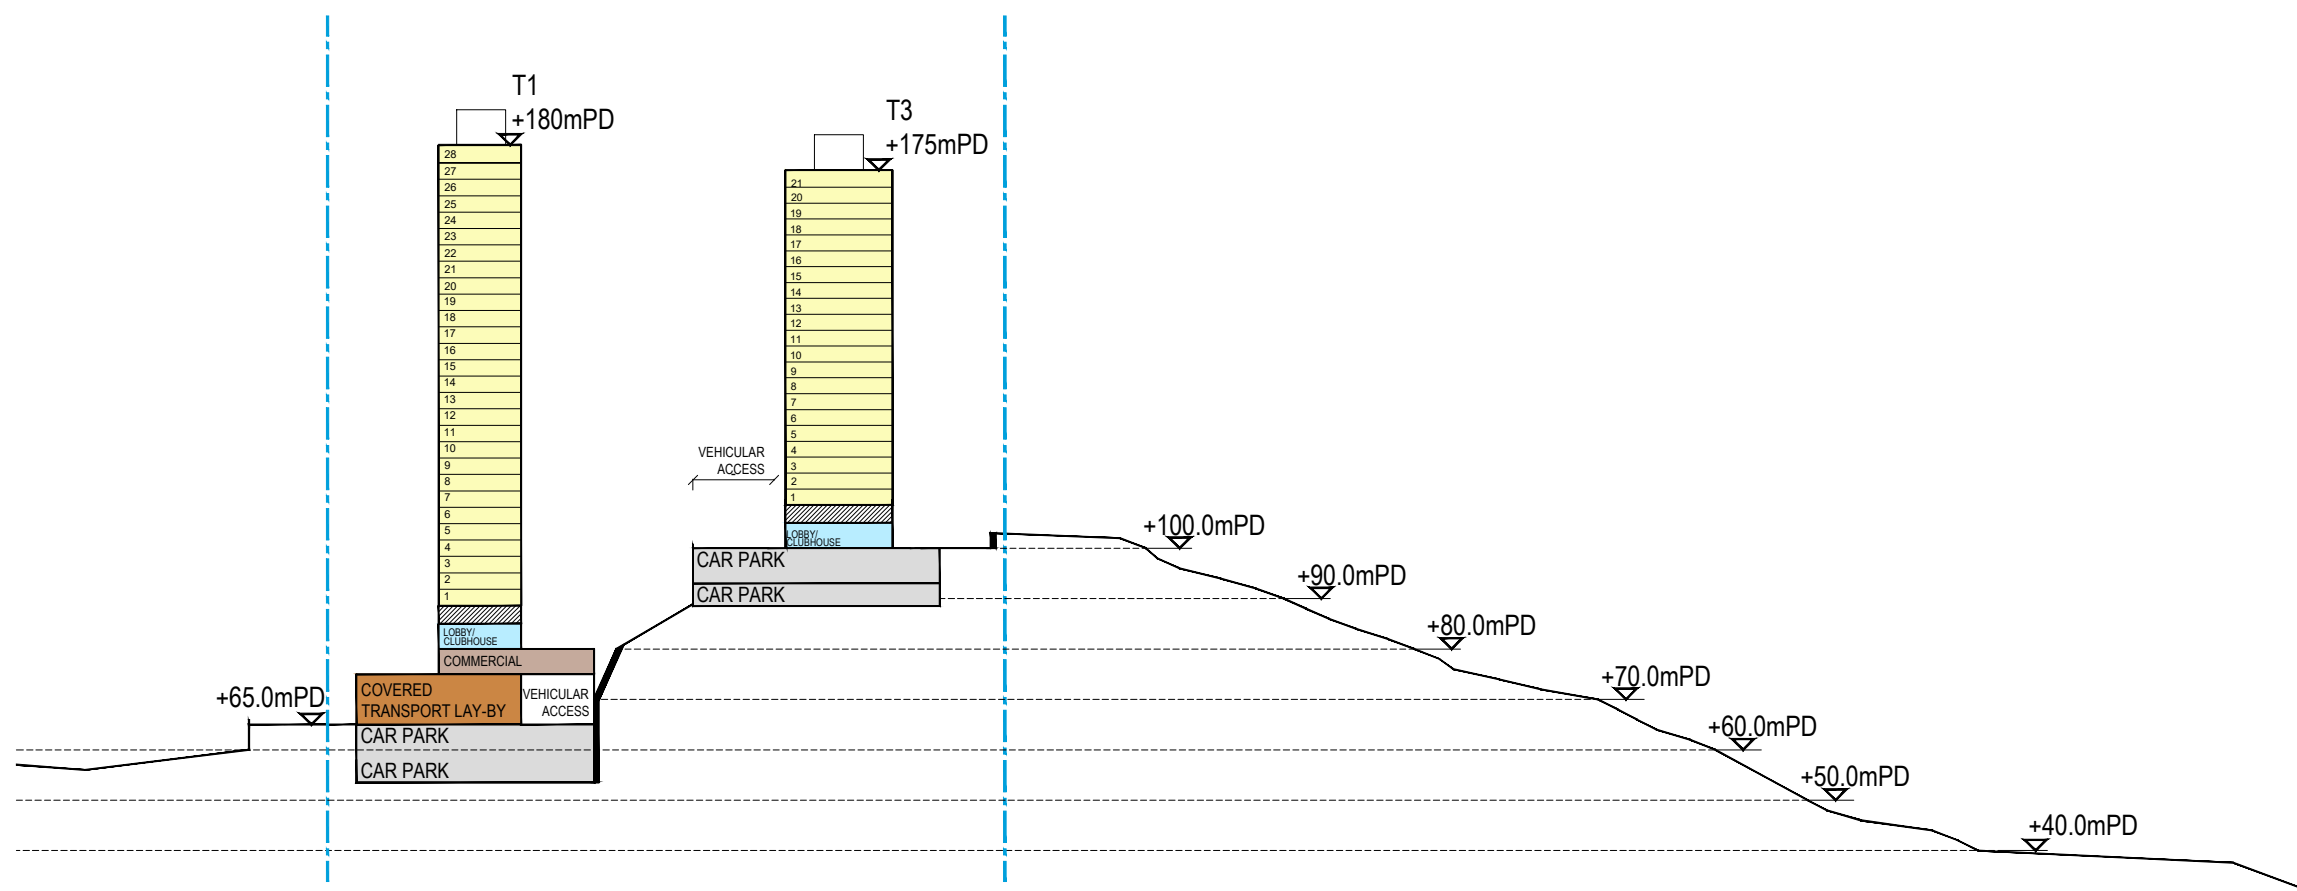 T1
+180mPD
28
27
26
25
24
23
22
21
20
19
18
17
16
15
14
13
12
11
10
9
8
7
6
5
4
3
2
1
LOBBY/
CLUBHOUSE
COMMERCIAL
COVERED
TRANSPORT LAY-BY
VEHICULAR
ACCESS
CAR PARK
CAR PARK
+65.0mPD
T3
+175mPD
21
20
19
18
17
16
15
14
13
12
11
10
9
8
7
6
5
4
3
2
1
VEHICULAR
ACCESS
LOBBY/
CLUBHOUSE
CAR PARK
CAR PARK
+100.0mPD
+90.0mPD
+80.0mPD
+70.0mPD
+60.0mPD
+50.0mPD
+40.0mPD